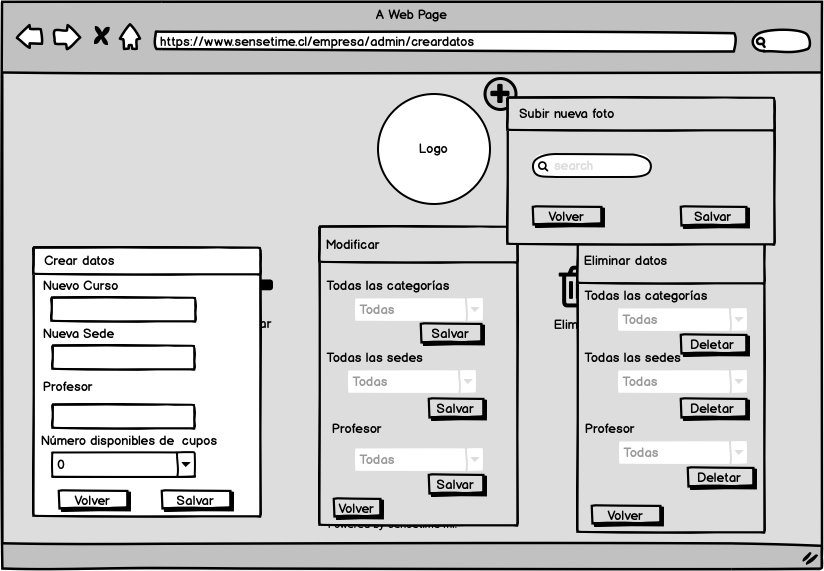 A Web Page
https://www.sensetime.cl/empresa/admin/creardatos
Logo
Subir nueva foto
search
Volver
Salvar
Crear datos
Nuevo Curso
Nueva Sede
Profesor
Número disponibles de cupos
0
Volver
Salvar
ar
Modificar
Todas las categorías
Todas
Salvar
Todas las sedes
Todas
Salvar
Profesor
Todas
Salvar
Volver
Elim
Eliminar datos
Todas las categorías
Todas
Deletar
Todas las sedes
Todas
Deletar
Profesor
Todas
Deletar
Volver